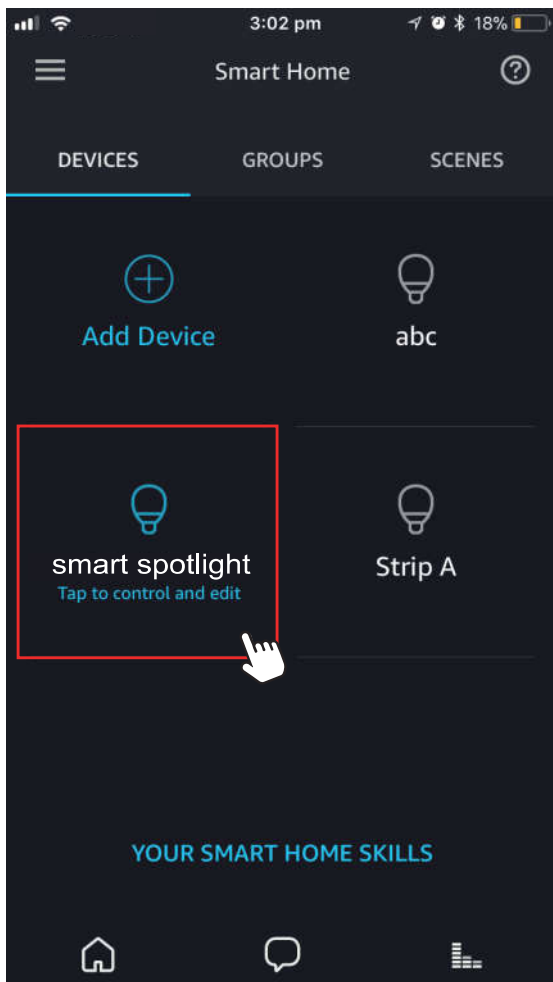 3:02 pm
18%
Smart Home
?
DEVICES GROUPS SCENES
Add Device
abc
smart spotlight
Tap to control and edit
Strip A
YOUR SMART HOME SKILLS